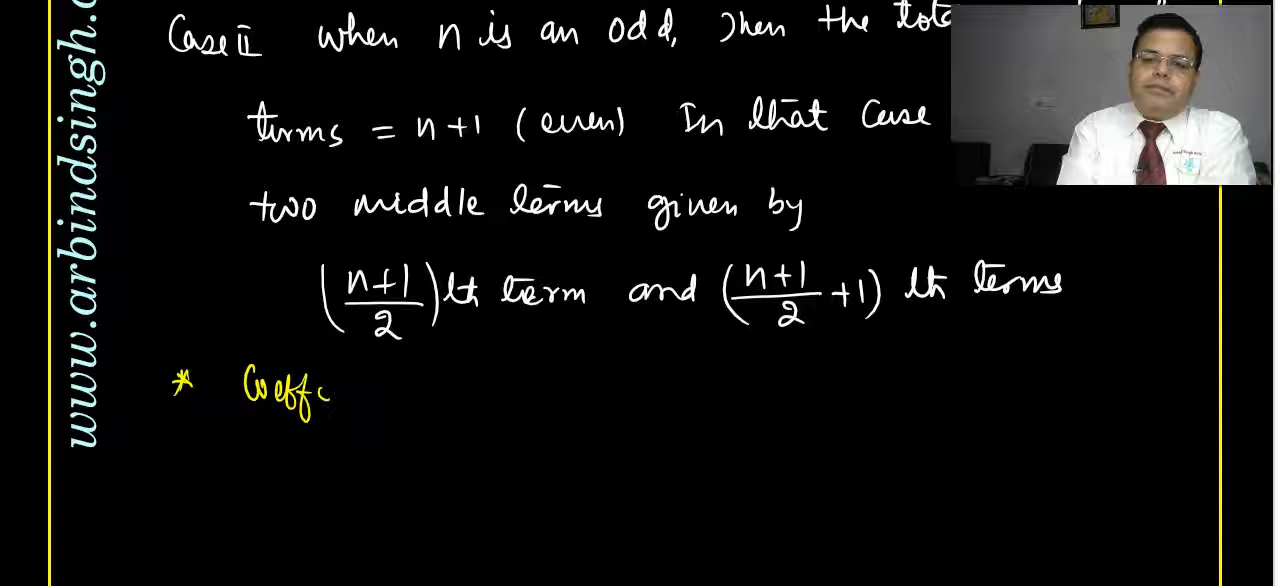 www.arbindsingh.c
Case II when n is an odd, then the tota
terms = n+1 (even) In that case
two middle terms given by
(n+1/2)th term and (n+1/2 +1) th terms
* Coeffc